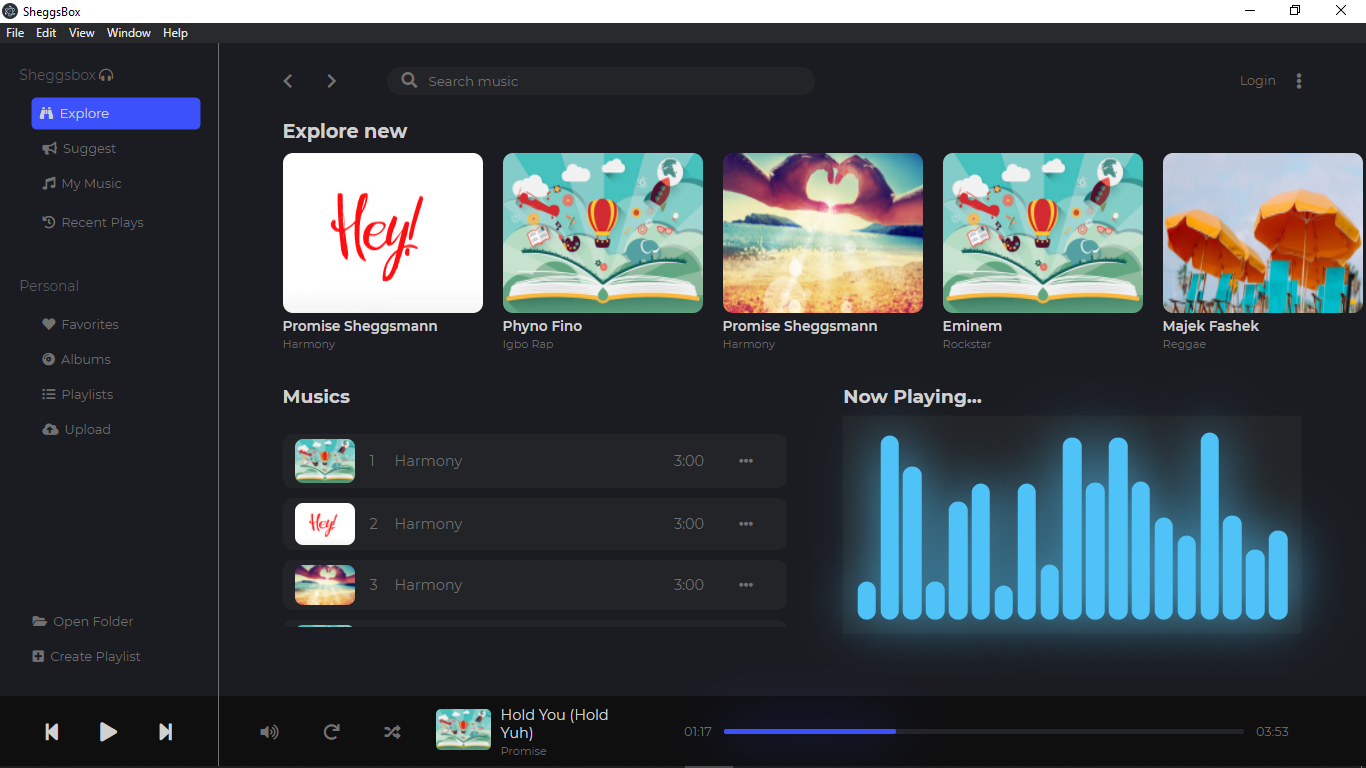 SheggsBox
File Edit View Window Help
Sheggsbox
Explore
Suggest
My Music
Recent Plays
Personal
Favorites
Albums
Playlists
Upload
Open Folder
Create Playlist
Search music
Login
Explore new
Hey!
Promise Sheggsmann
Harmony
Phyno Fino
Igbo Rap
Promise Sheggsmann
Harmony
Eminem
Rockstar
Majek Fashek
Reggae
Musics
1 Harmony 3:00
Hey! 2 Harmony 3:00
3 Harmony 3:00
Now Playing...
Hold You (Hold
Yuh)
Promise
01:17 03:53